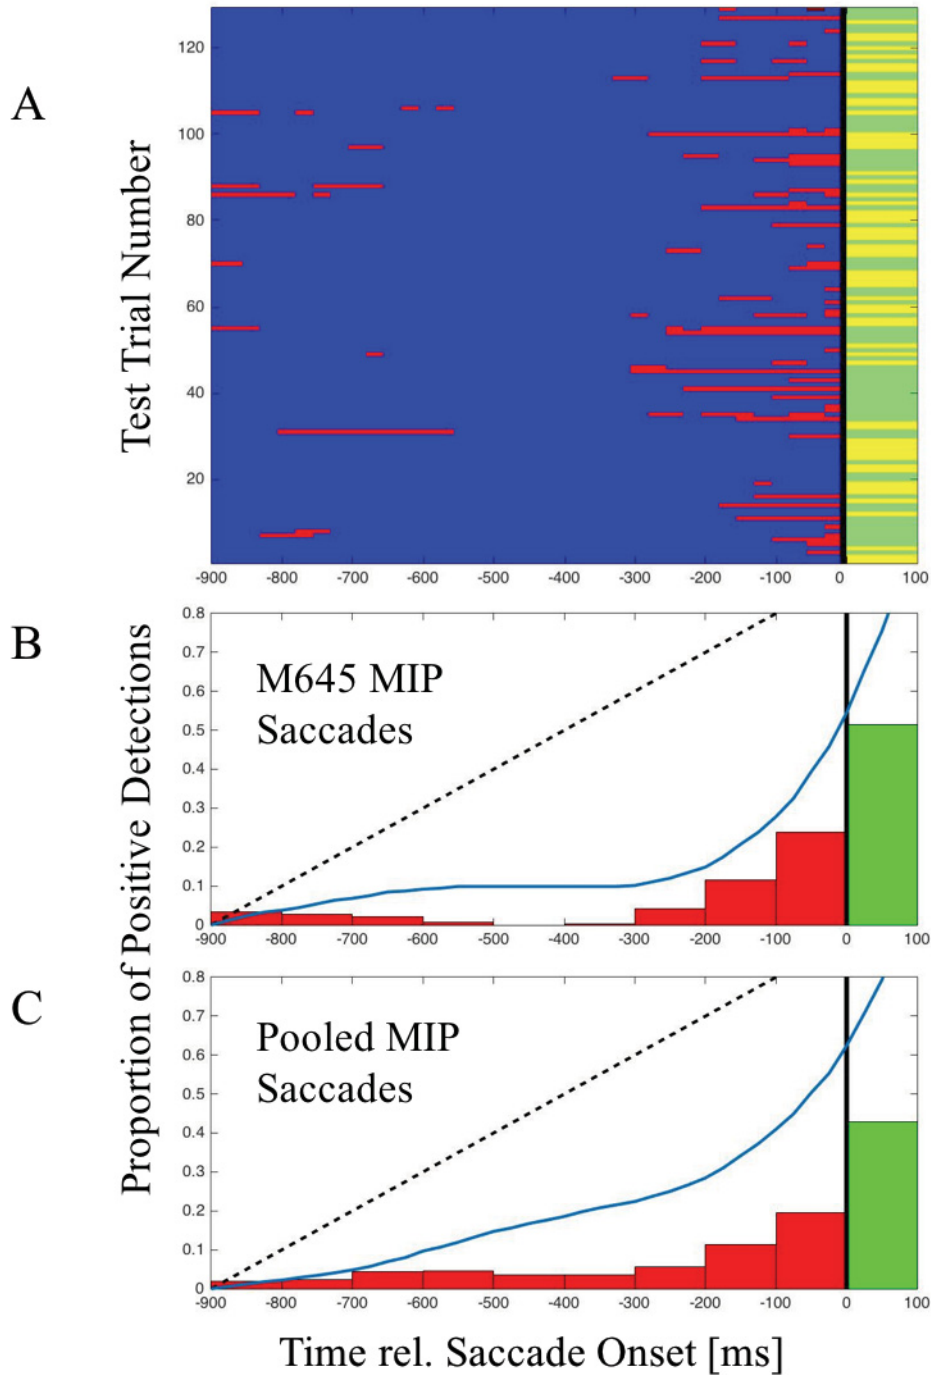 A
Test Trial Number
120
100
80
60
40
20
-900 -800 -700 -600 -500 -400 -300 -200 -100 0 100
Proportion of Positive Detections
B
M645 MIP
Saccades
0.8
0.7
0.6
0.5
0.4
0.3
0.2
0.1
0
-900 -800 -700 -600 -500 -400 -300 -200 -100 0 100
C
Pooled MIP
Saccades
0.8
0.7
0.6
0.5
0.4
0.3
0.2
0.1
0
-900 -800 -700 -600 -500 -400 -300 -200 -100 0 100
Time rel. Saccade Onset [ms]